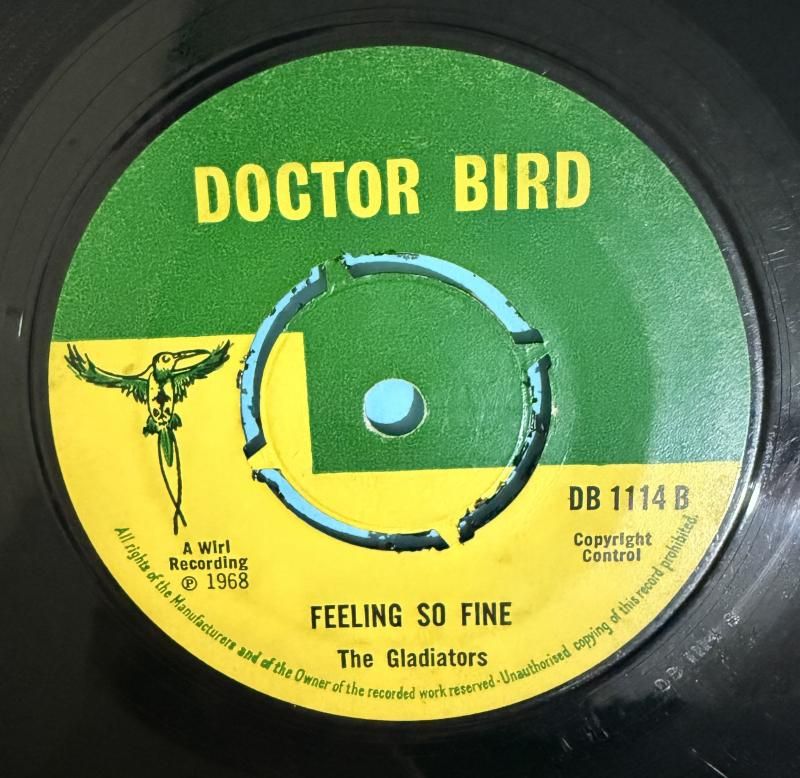 DOCTOR BIRD
DB 1114 B
Copyright
Control
A Wirl
Recording
℗ 1968
FEELING SO FINE
The Gladiators
All rights of the Manufacturers and of the Owner of the recorded work reserved - Unauthorised copying of this record prohibited.